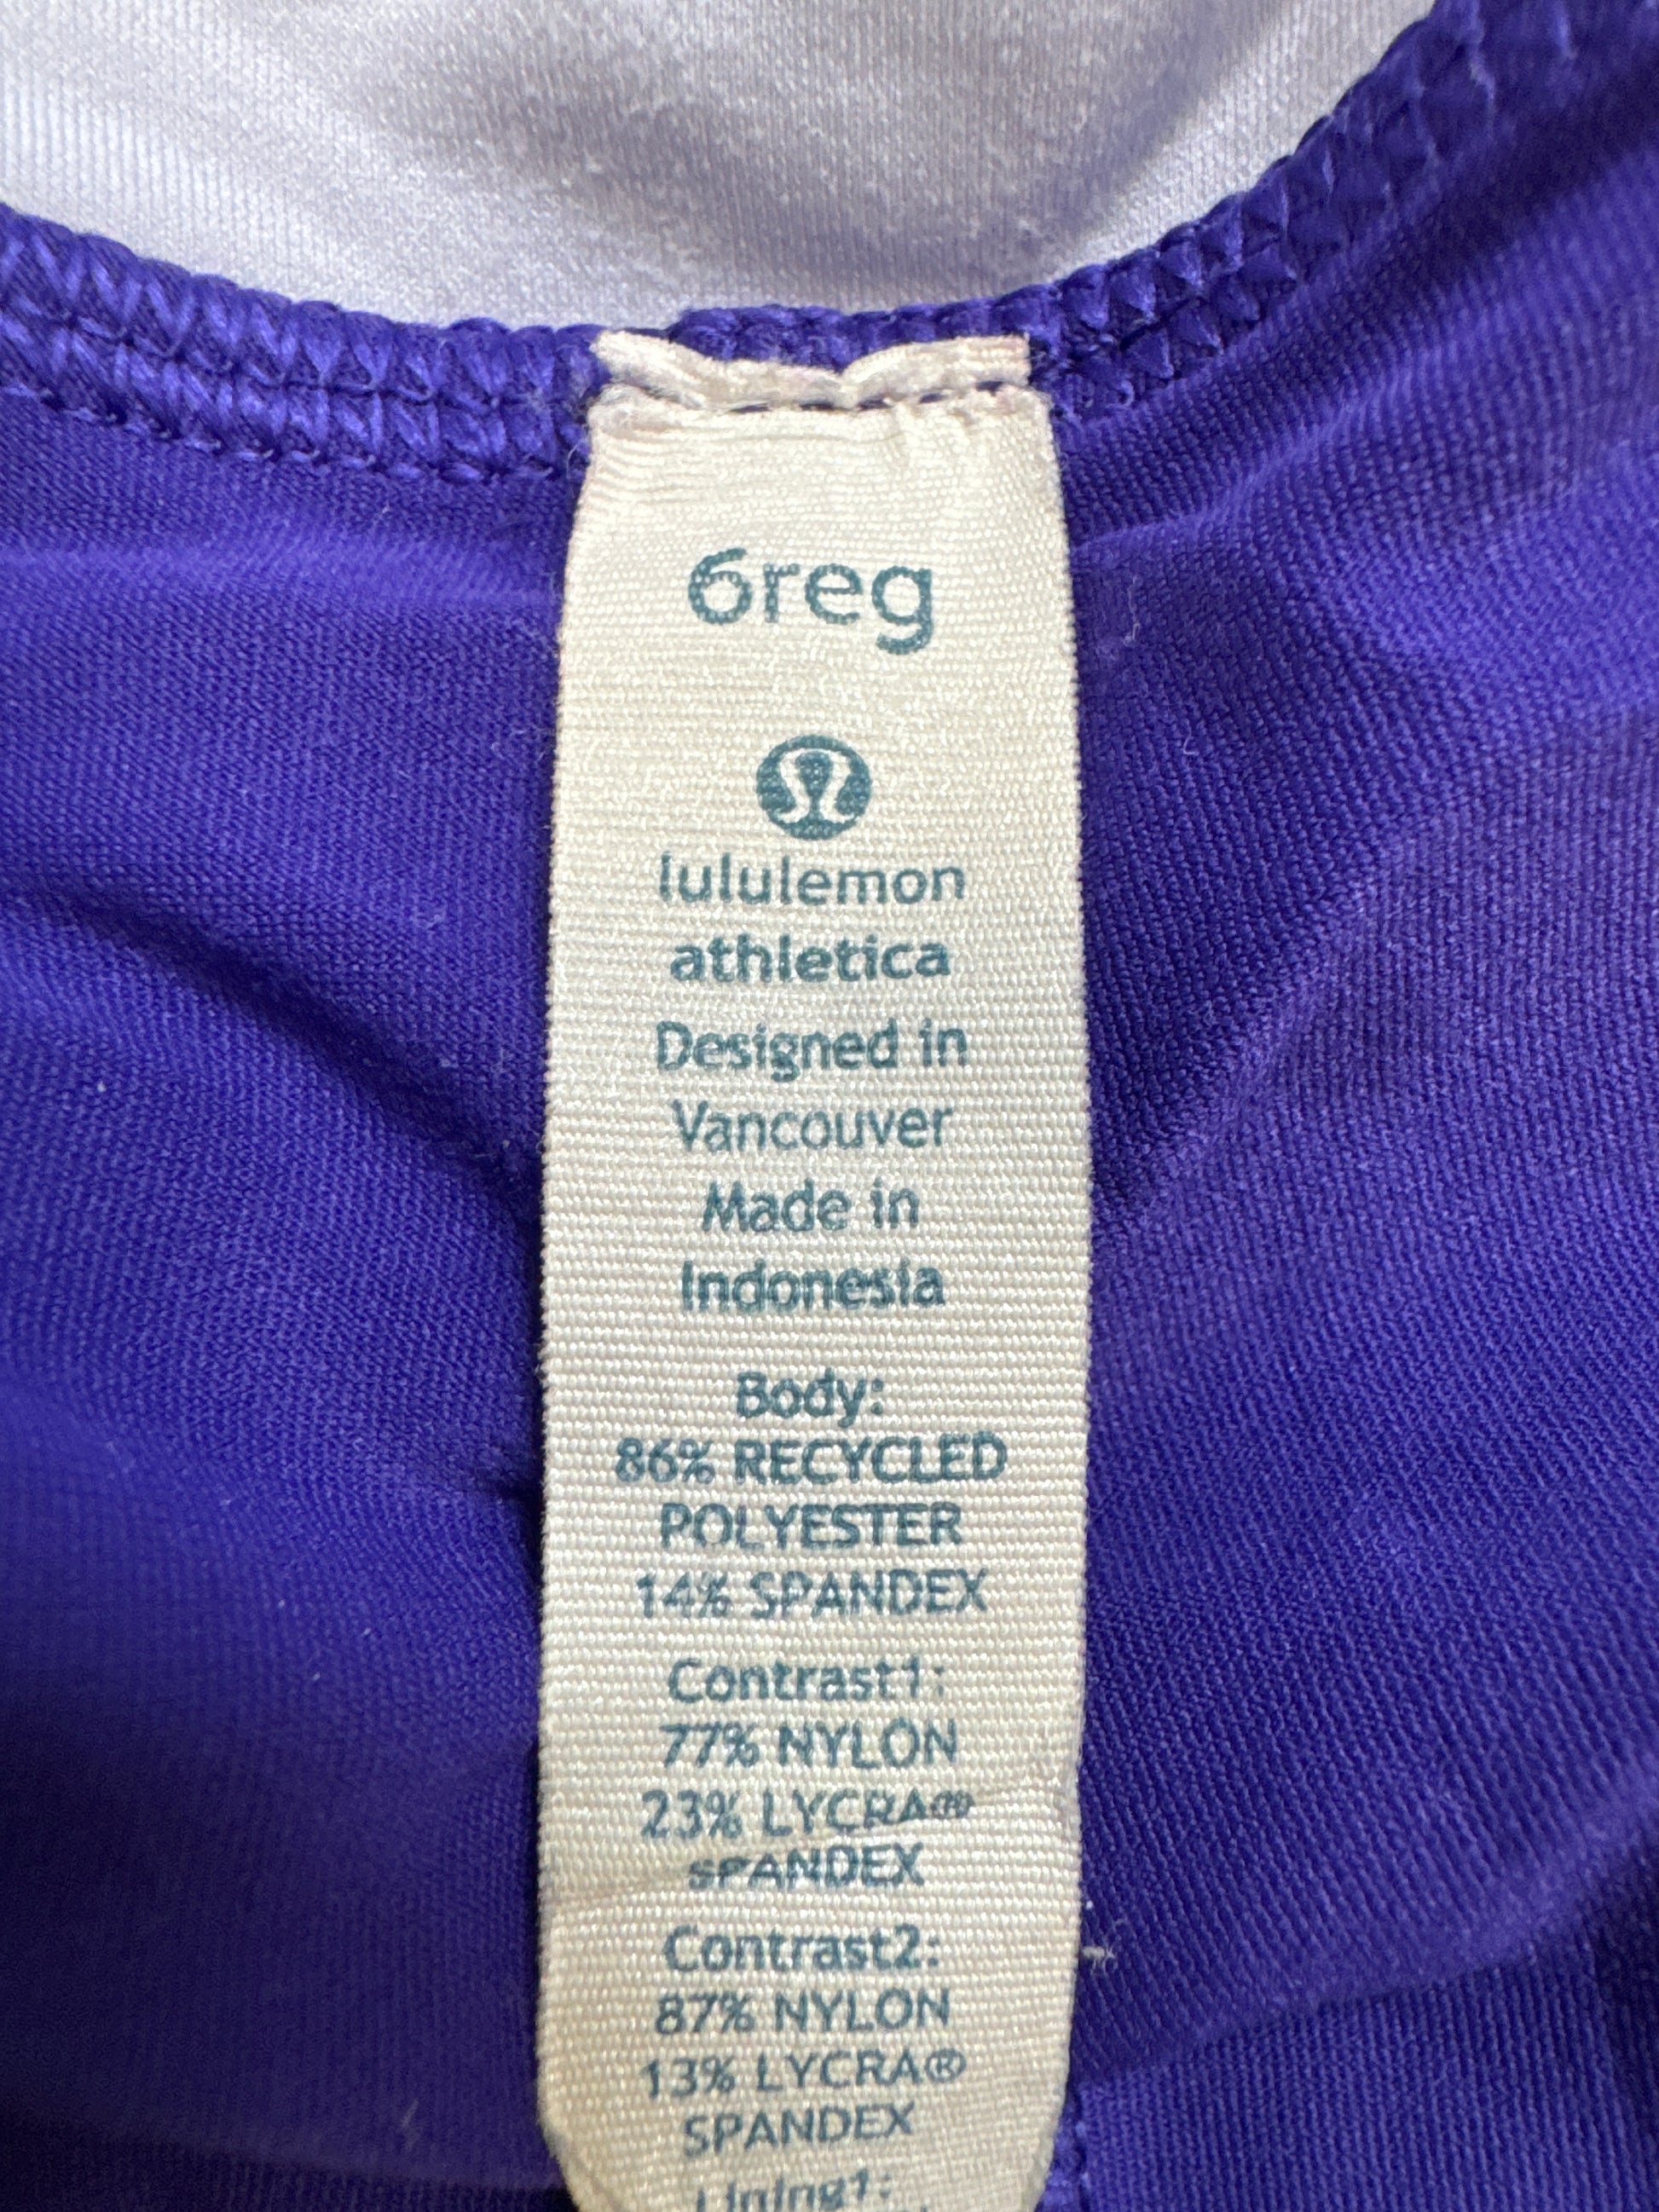 6reg
lululemon
athletica
Designed in
Vancouver
Made in
Indonesia
Body:
86% RECYCLED
POLYESTER
14% SPANDEX
Contrast1:
77% NYLON
23% LYCRA®
SPANDEX
Contrast2:
87% NYLON
13% LYCRA®
SPANDEX
Lining1: